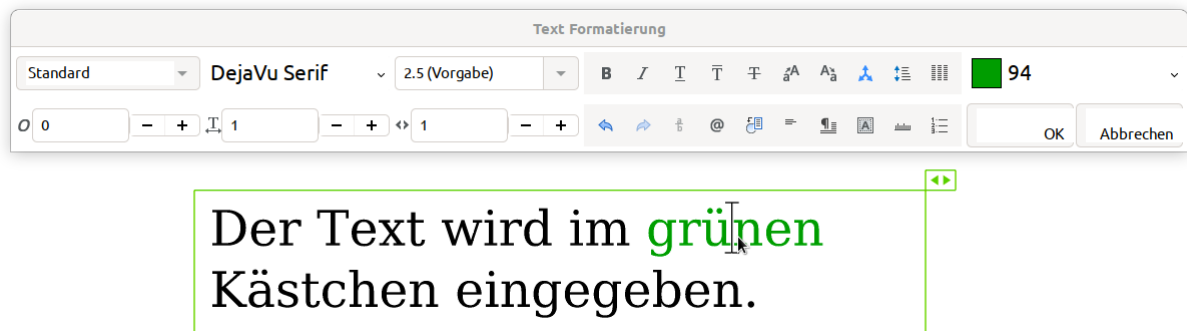 Text Formatierung
Standard DejaVu Serif 2.5 (Vorgabe) B I T T T A A 94
O 0 - + T 1 - + <> 1 - + a/b @ A OK Abbrechen
Der Text wird im grünen
Kästchen eingegeben.